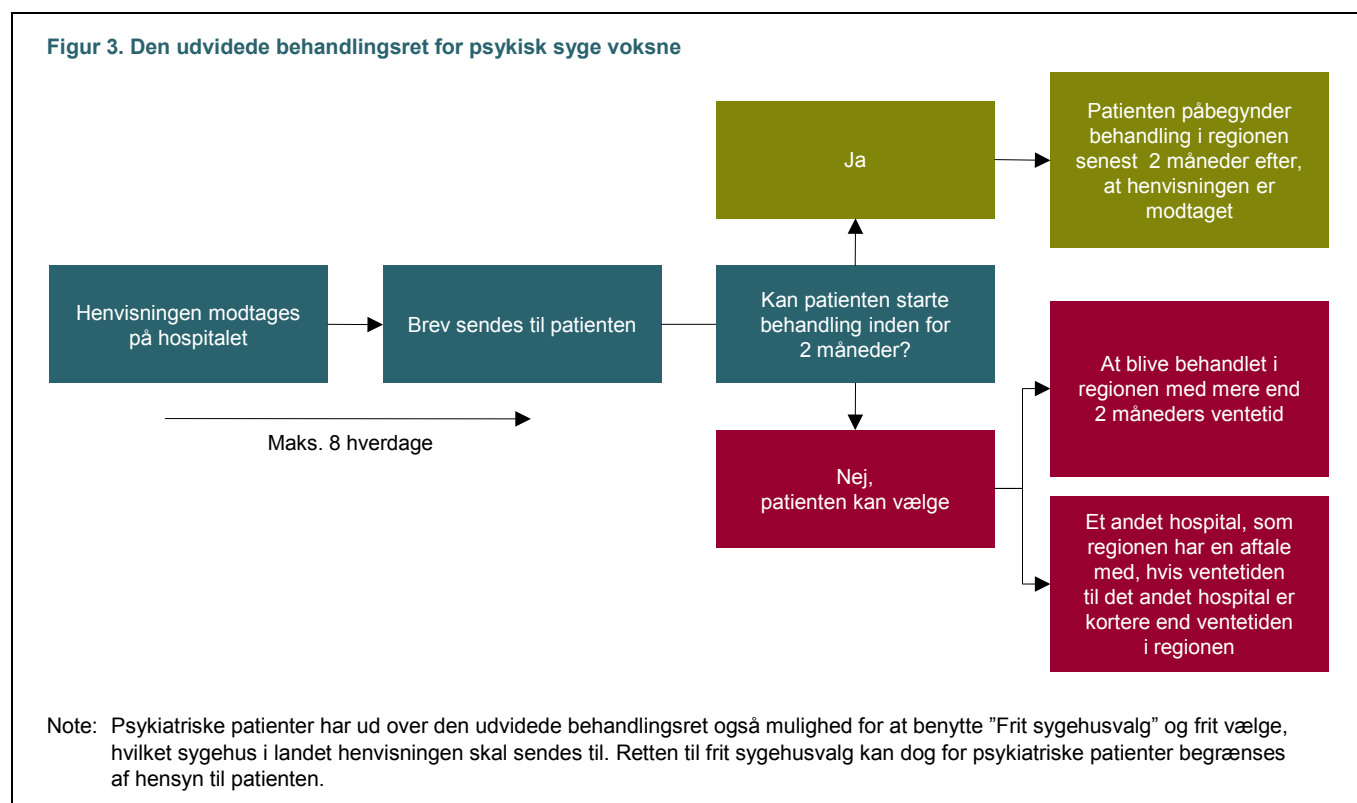 Figur 3. Den udvidede behandlingsret for psykisk syge voksne
Ja
Patienten påbegynder
behandling i regionen
senest 2 måneder efter,
at henvisningen er
modtaget
Henvisningen modtages
på hospitalet
Brev sendes til patienten
Kan patienten starte
behandling inden for
2 måneder?
Maks. 8 hverdage
Nej,
patienten kan vælge
At blive behandlet i
regionen med mere end
2 måneders ventetid
Et andet hospital, som
regionen har en aftale
med, hvis ventetiden
til det andet hospital er
kortere end ventetiden
i regionen
Note: Psykiatriske patienter har ud over den udvidede behandlingsret også mulighed for at benytte ”Frit sygehusvalg” og frit vælge,
hvilket sygehus i landet henvisningen skal sendes til. Retten til frit sygehusvalg kan dog for psykiatriske patienter begrænses
af hensyn til patienten.